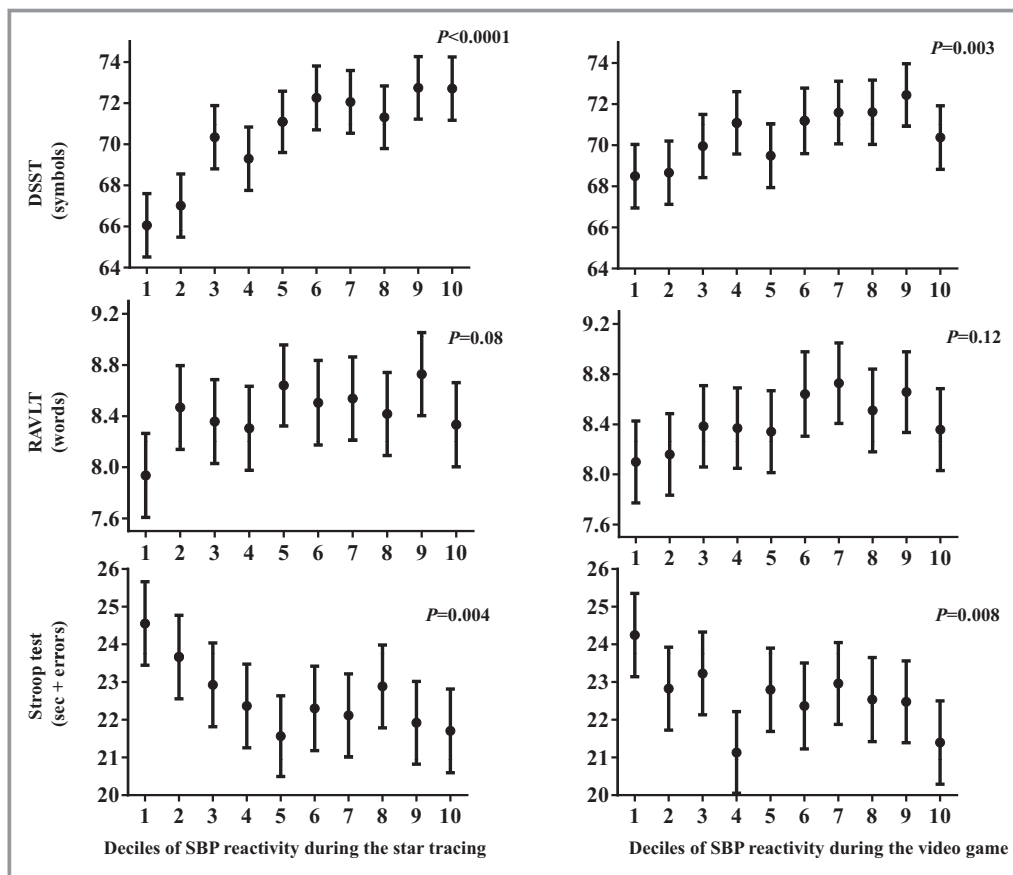 P<0.0001
74
72
70
68
66
64
DSST
(symbols)
1 2 3 4 5 6 7 8 9 10
P=0.003
74
72
70
68
66
64
1 2 3 4 5 6 7 8 9 10
P=0.08
9.2
8.8
8.4
8.0
7.6
RAVLT
(words)
1 2 3 4 5 6 7 8 9 10
P=0.12
9.2
8.8
8.4
8.0
7.6
1 2 3 4 5 6 7 8 9 10
P=0.004
26
25
24
23
22
21
20
Stroop test
(sec + errors)
1 2 3 4 5 6 7 8 9 10
Deciles of SBP reactivity during the star tracing
P=0.008
26
25
24
23
22
21
20
1 2 3 4 5 6 7 8 9 10
Deciles of SBP reactivity during the video game